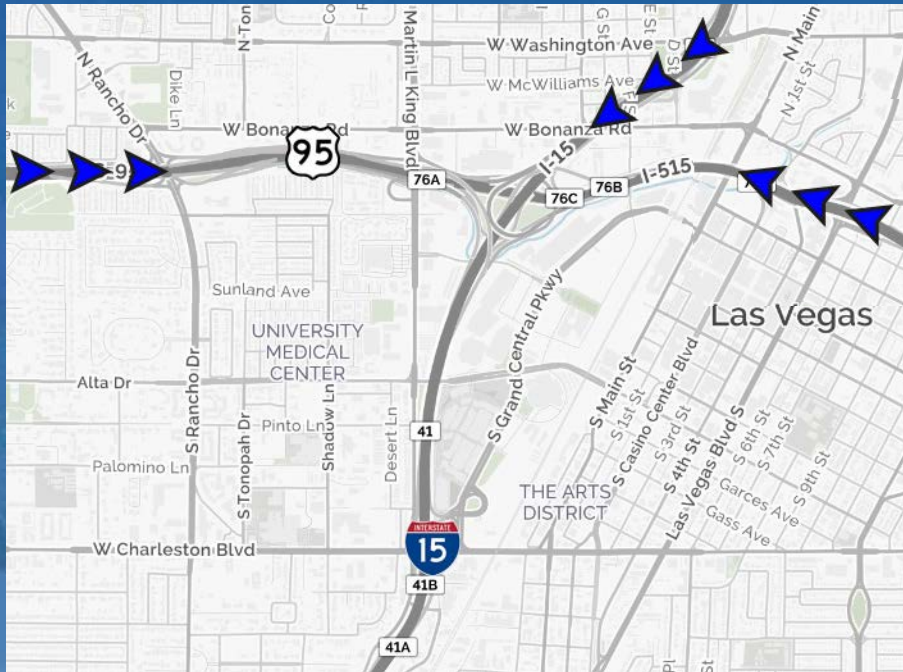 W Washington Ave
N Main
G St
E St
D St
F St
W McWilliams Ave
N 1st St
N Rancho Dr
Dike Ln
N Ton
Martin L King Blvd
W Bonanza Rd
W Bonanza Rd
95
I-15
76A
76B
76C
I-515
Sunland Ave
Las Vegas
UNIVERSITY
MEDICAL
CENTER
S Grand Central Pkwy
Alta Dr
S Rancho Dr
S Tonopah Dr
Shadow Ln
Pinto Ln
Desert Ln
41
Palomino Ln
S Main St
S 1st St
S Casino Center Blvd
S 3rd St
S 4th St
Las Vegas Blvd S
S 6th St
S 7th St
S 9th St
Garces Ave
Gass Ave
THE ARTS
DISTRICT
W Charleston Blvd
INTERSTATE
15
41B
41A